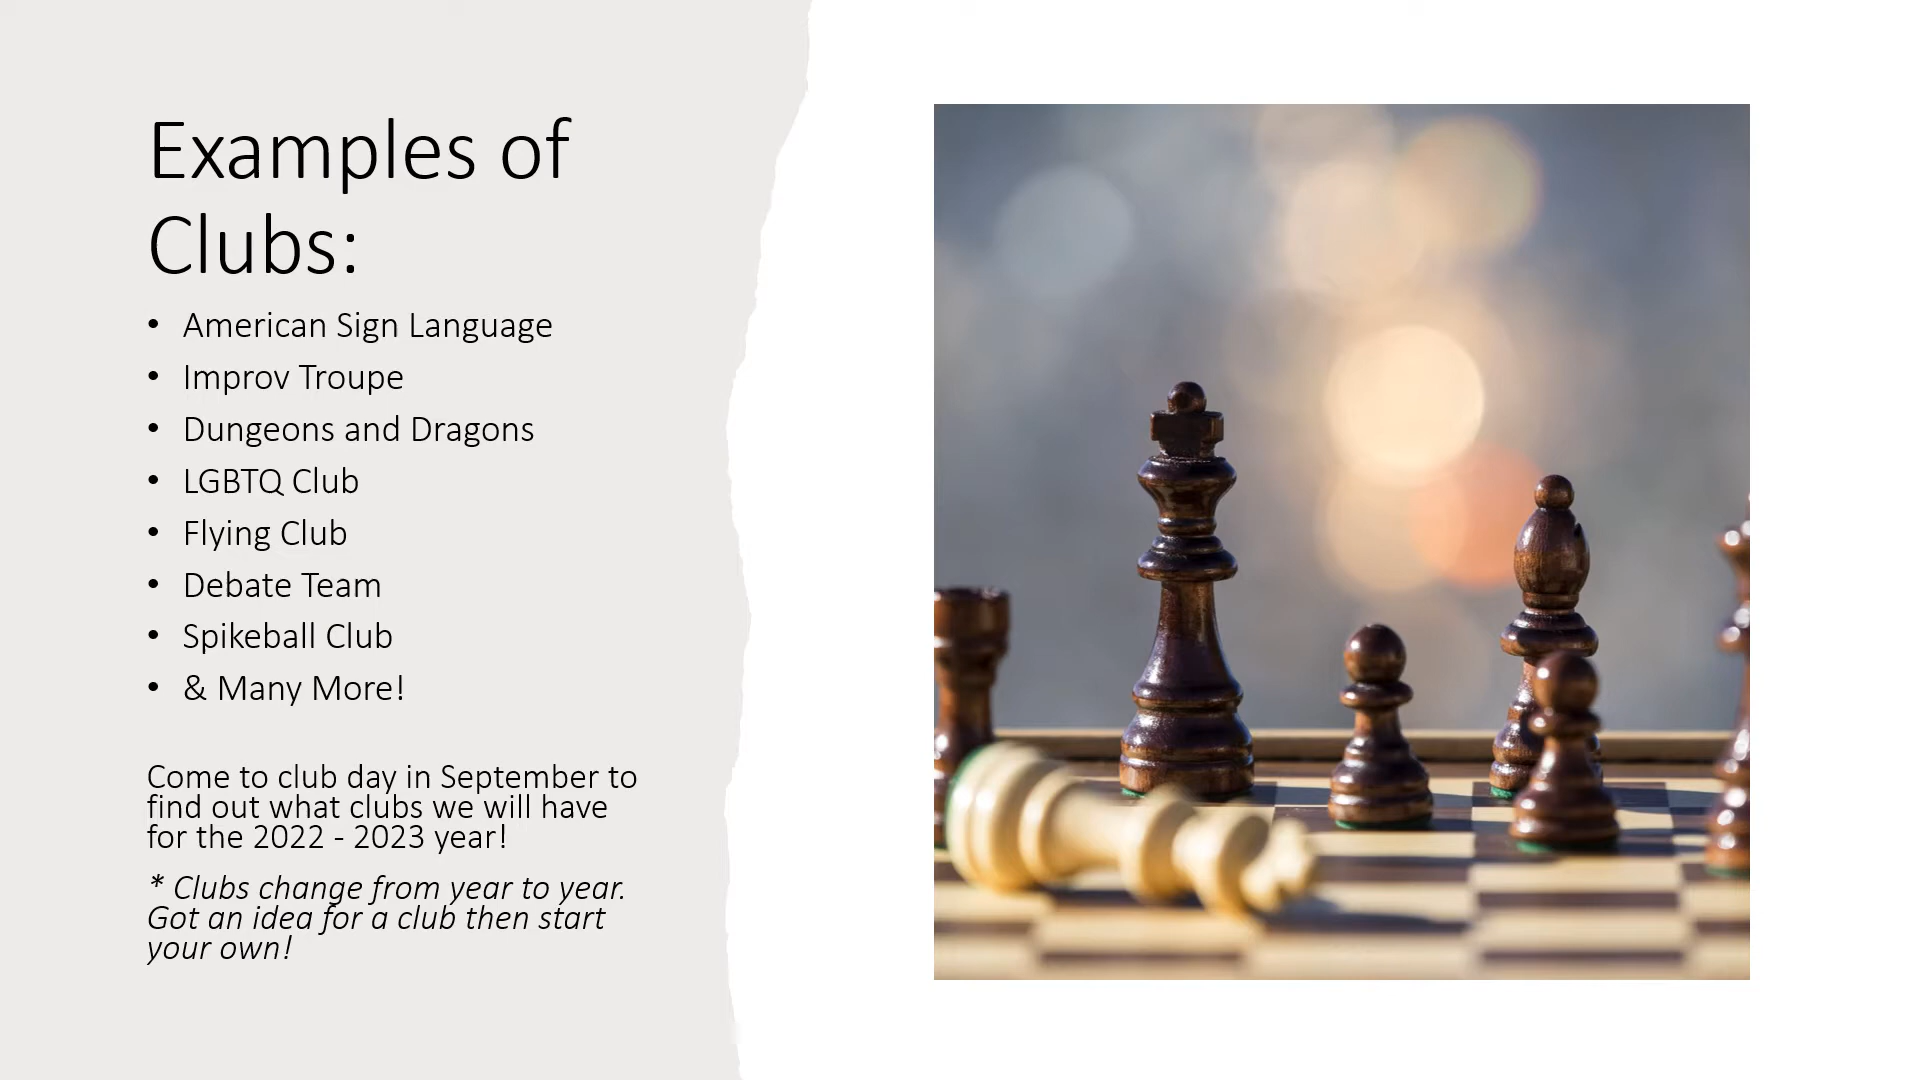 Examples of
Clubs:
• American Sign Language
• Improv Troupe
• Dungeons and Dragons
• LGBTQ Club
• Flying Club
• Debate Team
• Spikeball Club
• & Many More!
Come to club day in September to
find out what clubs we will have
for the 2022 - 2023 year!
* Clubs change from year to year.
Got an idea for a club then start
your own!